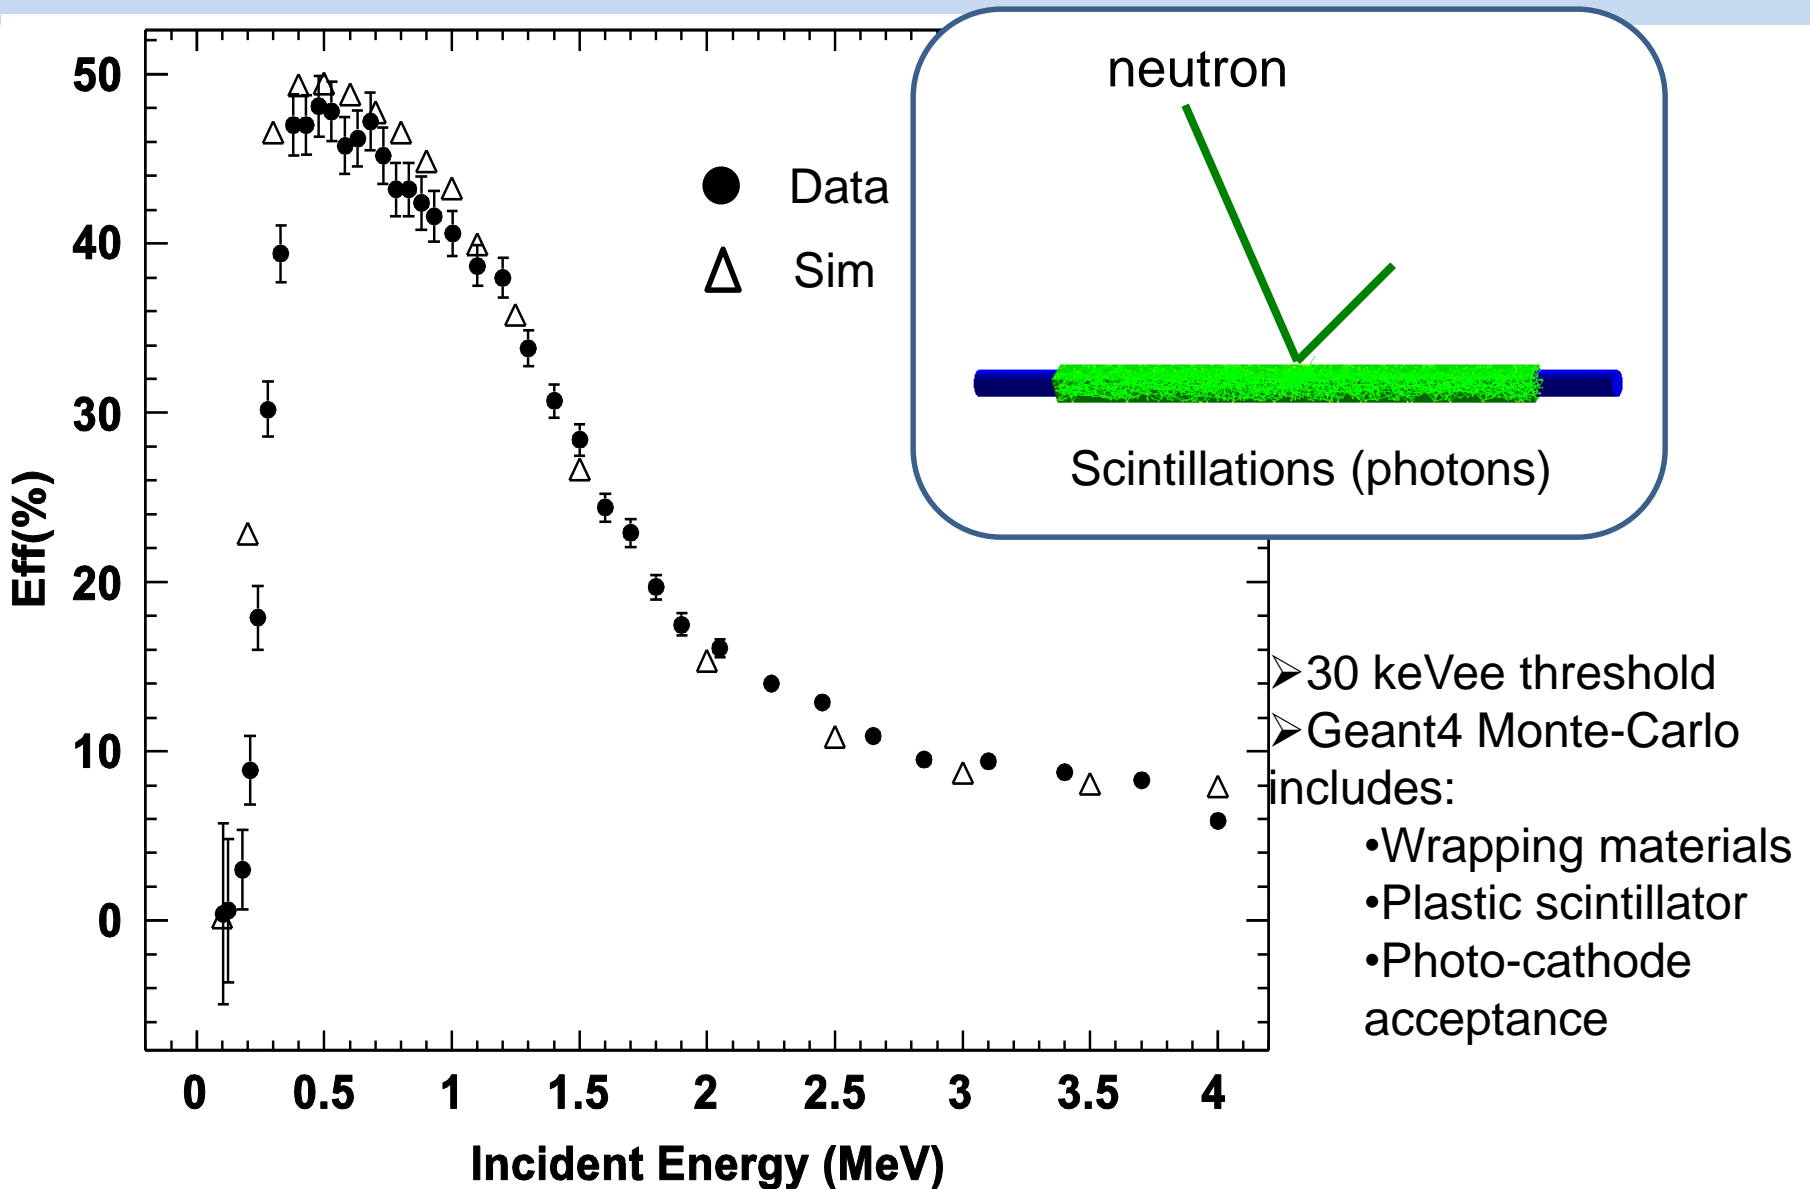 neutron
Scintillations (photons)
Data
Sim
50
40
30
20
10
0
Eff(%)
0 0.5 1 1.5 2 2.5 3 3.5 4
Incident Energy (MeV)
➢30 keVee threshold
➢Geant4 Monte-Carlo
includes:
•Wrapping materials
•Plastic scintillator
•Photo-cathode
acceptance